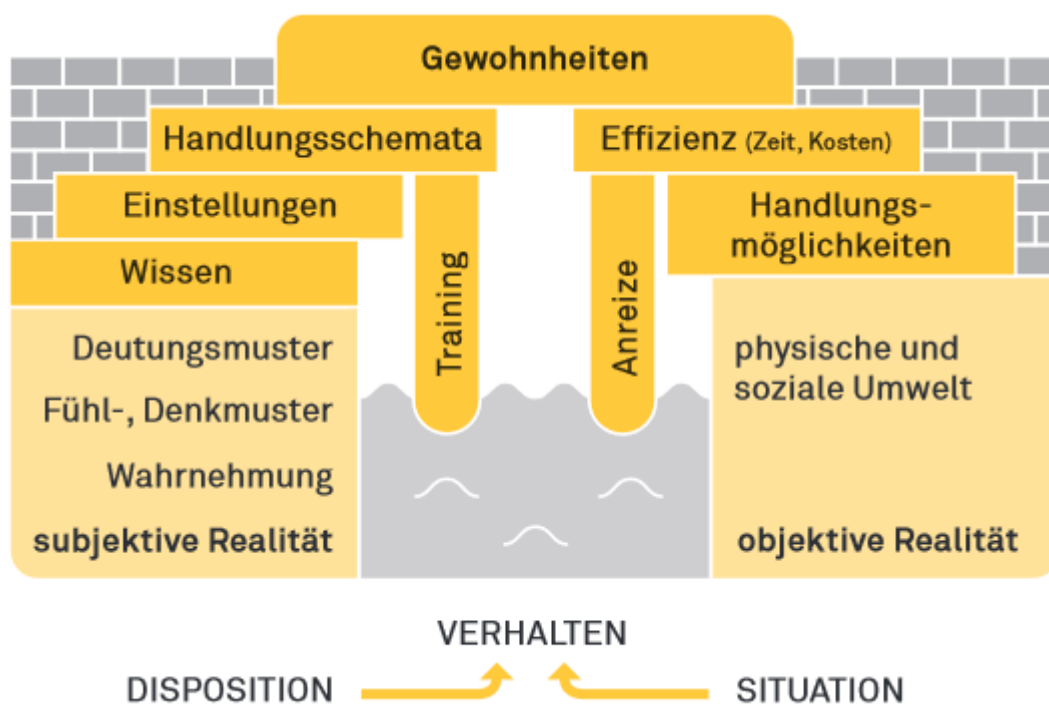 Gewohnheiten
Handlungsschemata
Effizienz (Zeit, Kosten)
Einstellungen
Handlungs-
möglichkeiten
Wissen
Training
Anreize
Deutungsmuster
Fühl-, Denkmuster
Wahrnehmung
subjektive Realität
physische und
soziale Umwelt
objektive Realität
VERHALTEN
DISPOSITION
SITUATION